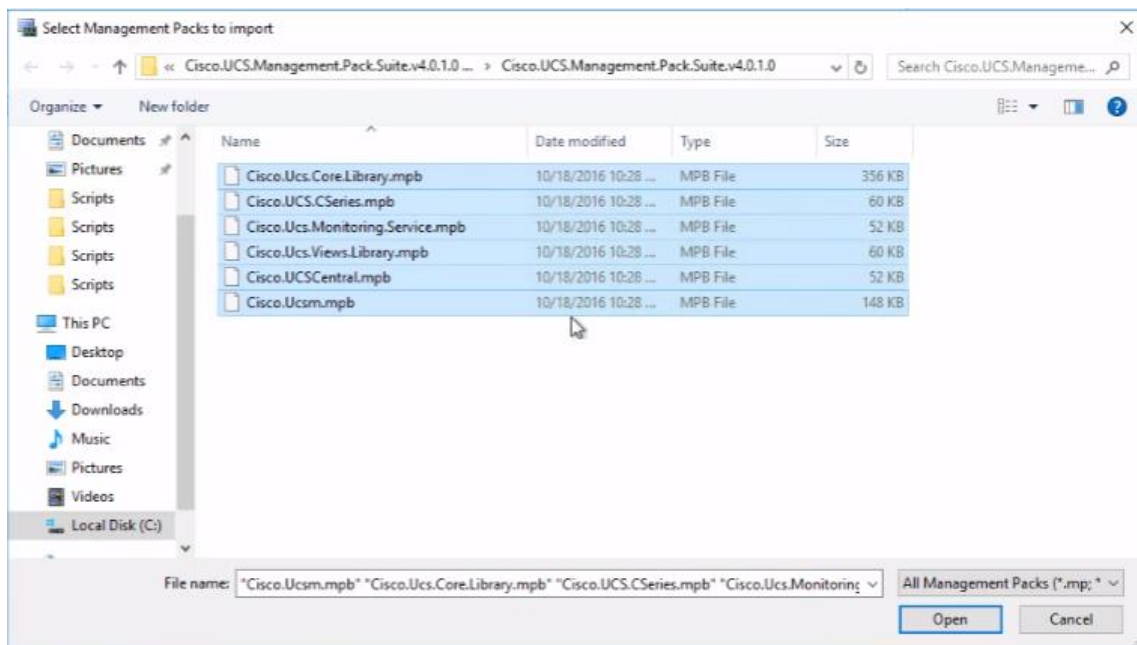 Select Management Packs to import
« Cisco.UCS.Management.Pack.Suite.v4.0.1.0 ... › Cisco.UCS.Management.Pack.Suite.v4.0.1.0 Search Cisco.UCS.Manageme...
Organize New folder
Name Date modified Type Size
Documents
Pictures
Scripts
Scripts
Scripts
Scripts
This PC
Desktop
Documents
Downloads
Music
Pictures
Videos
Local Disk (C:)
Cisco.Ucs.Core.Library.mpb 10/18/2016 10:28 ... MPB File 356 KB
Cisco.UCS.CSeries.mpb 10/18/2016 10:28 ... MPB File 60 KB
Cisco.Ucs.Monitoring.Service.mpb 10/18/2016 10:28 ... MPB File 52 KB
Cisco.Ucs.Views.Library.mpb 10/18/2016 10:28 ... MPB File 60 KB
Cisco.UCSCentral.mpb 10/18/2016 10:28 ... MPB File 52 KB
Cisco.Ucsm.mpb 10/18/2016 10:28 ... MPB File 148 KB
File name: "Cisco.Ucsm.mpb" "Cisco.Ucs.Core.Library.mpb" "Cisco.UCS.CSeries.mpb" "Cisco.Ucs.Monitoring All Management Packs (*.mp; *
Open Cancel